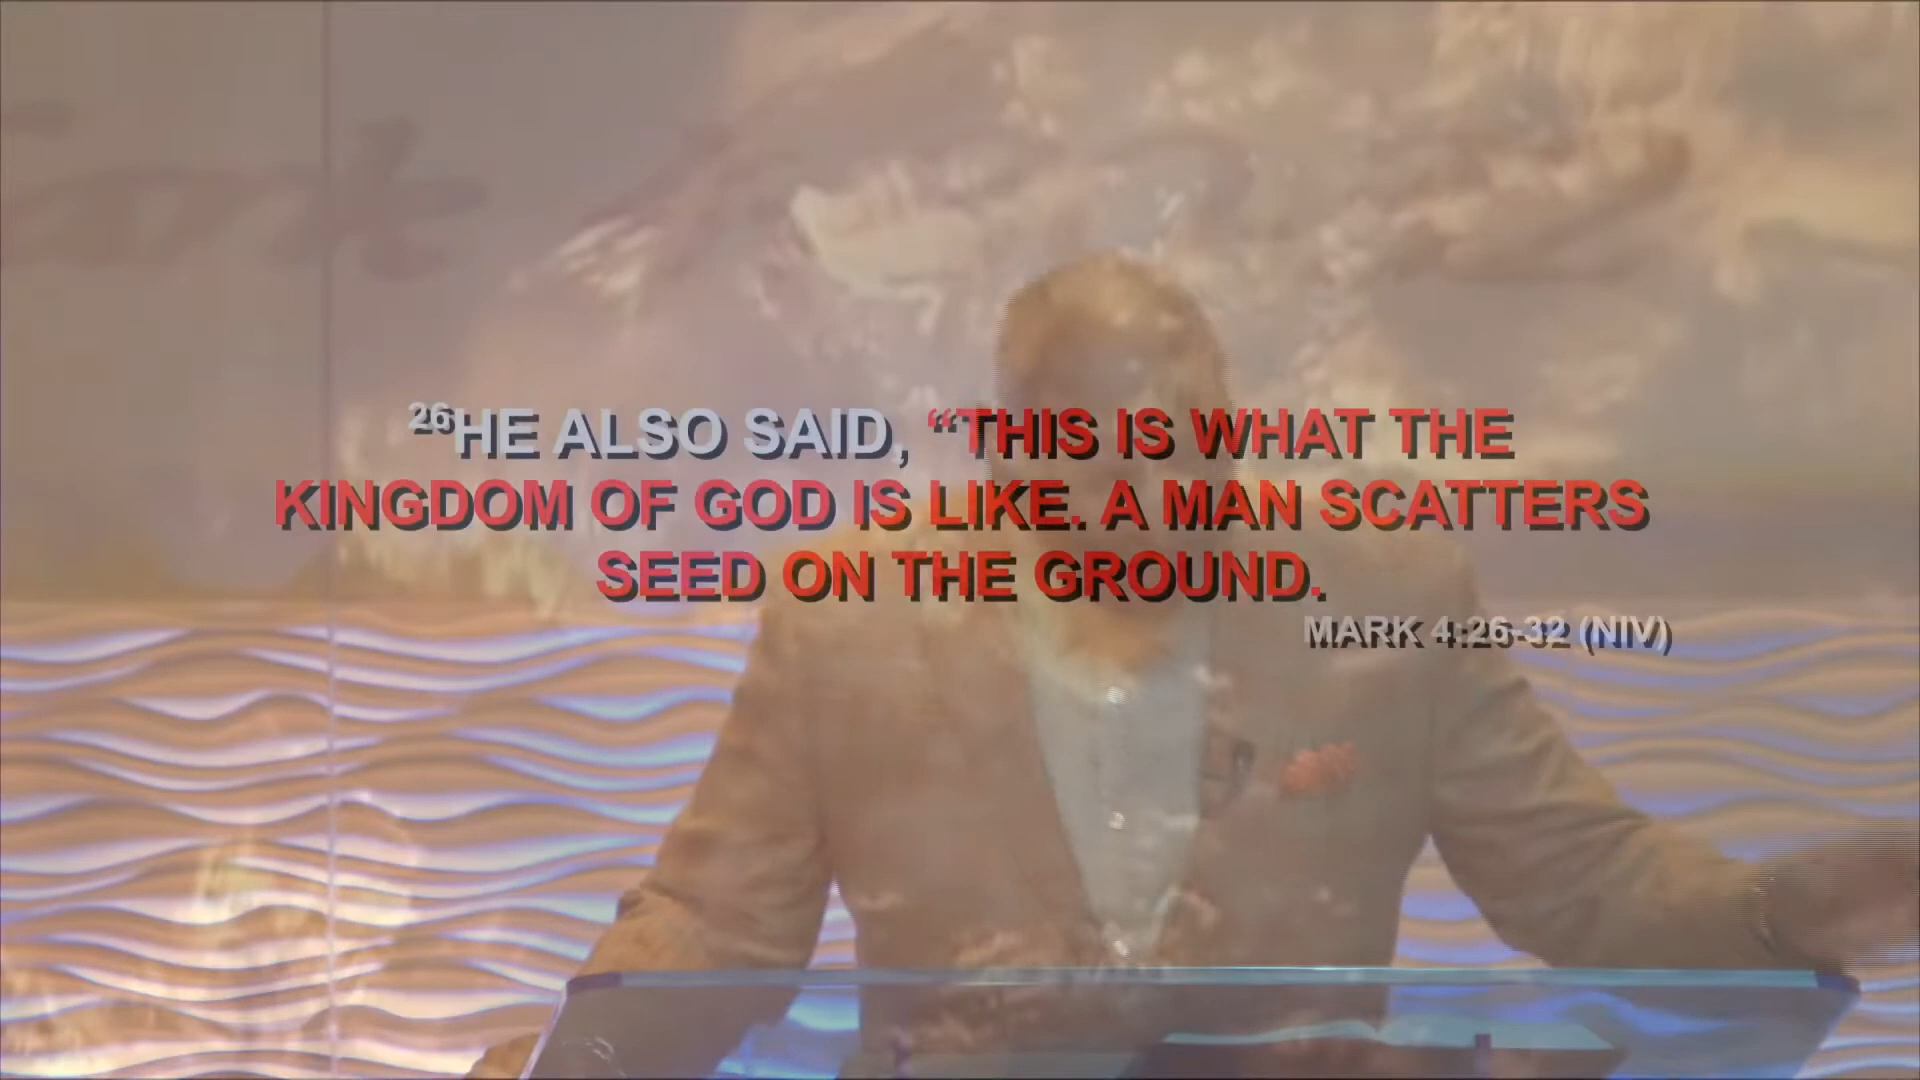 ²⁶HE ALSO SAID, “THIS IS WHAT THE
KINGDOM OF GOD IS LIKE. A MAN SCATTERS
SEED ON THE GROUND.
MARK 4:26-32 (NIV)